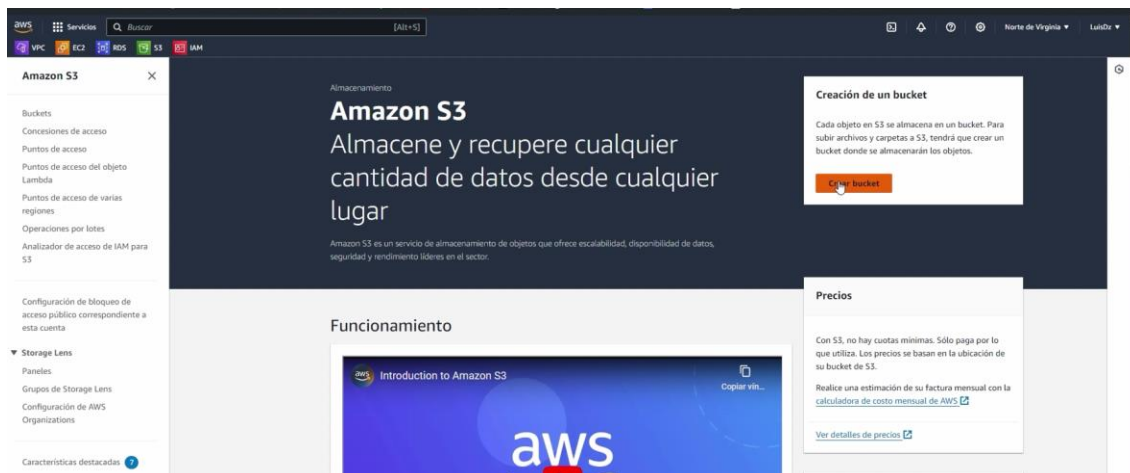 aws
Servicios
Buscar
[Alt+S]
Norte de Virginia
LuisDz
VPC
EC2
RDS
S3
IAM
Amazon S3
Buckets
Concesiones de acceso
Puntos de acceso
Puntos de acceso del objeto
Lambda
Puntos de acceso de varias
regiones
Operaciones por lotes
Analizador de acceso de IAM para
S3
Configuración de bloqueo de
acceso público correspondiente a
esta cuenta
Storage Lens
Paneles
Grupos de Storage Lens
Configuración de AWS
Organizations
Características destacadas 7
Almacenamiento
Amazon S3
Almacene y recupere cualquier
cantidad de datos desde cualquier
lugar
Amazon S3 es un servicio de almacenamiento de objetos que ofrece escalabilidad, disponibilidad de datos,
seguridad y rendimiento líderes en el sector.
Funcionamiento
aws
Introduction to Amazon S3
Copiar vín...
aws
Creación de un bucket
Cada objeto en S3 se almacena en un bucket. Para
subir archivos y carpetas a S3, tendrá que crear un
bucket donde se almacenarán los objetos.
Crear bucket
Precios
Con S3, no hay cuotas mínimas. Sólo paga por lo
que utiliza. Los precios se basan en la ubicación de
su bucket de S3.
Realice una estimación de su factura mensual con la
calculadora de costo mensual de AWS
Ver detalles de precios